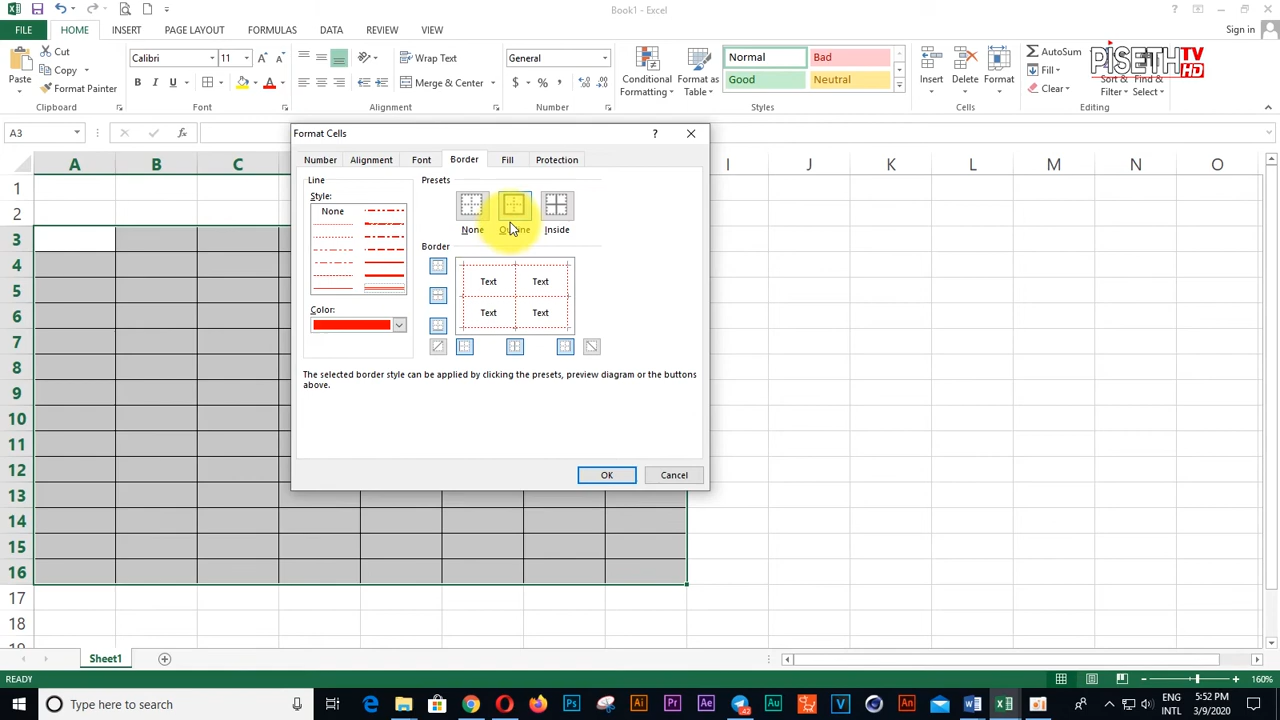 Book1 - Excel
FILE HOME INSERT PAGE LAYOUT FORMULAS DATA REVIEW VIEW Sign in
Paste Cut Copy Format Painter Clipboard
Calibri 11 B I U Font
Wrap Text Merge & Center Alignment
General $ % Number
Conditional Formatting Format as Table
Normal Bad Good Neutral Styles
Insert Delete Format Cells
AutoSum Fill Clear Sort & Filter Find & Select Editing
PiSETHTV HD
A3
A B C I J K L M N O
Format Cells ?
Number Alignment Font Border Fill Protection
Line Presets
Style:
None
None Outline Inside
Border
Text Text
Text Text
Color:
The selected border style can be applied by clicking the presets, preview diagram or the buttons
above.
OK Cancel
1
2
3
4
5
6
7
8
9
10
11
12
13
14
15
16
17
18
19
Sheet1
READY 160%
Type here to search
ENG INTL
5:52 PM
3/9/2020